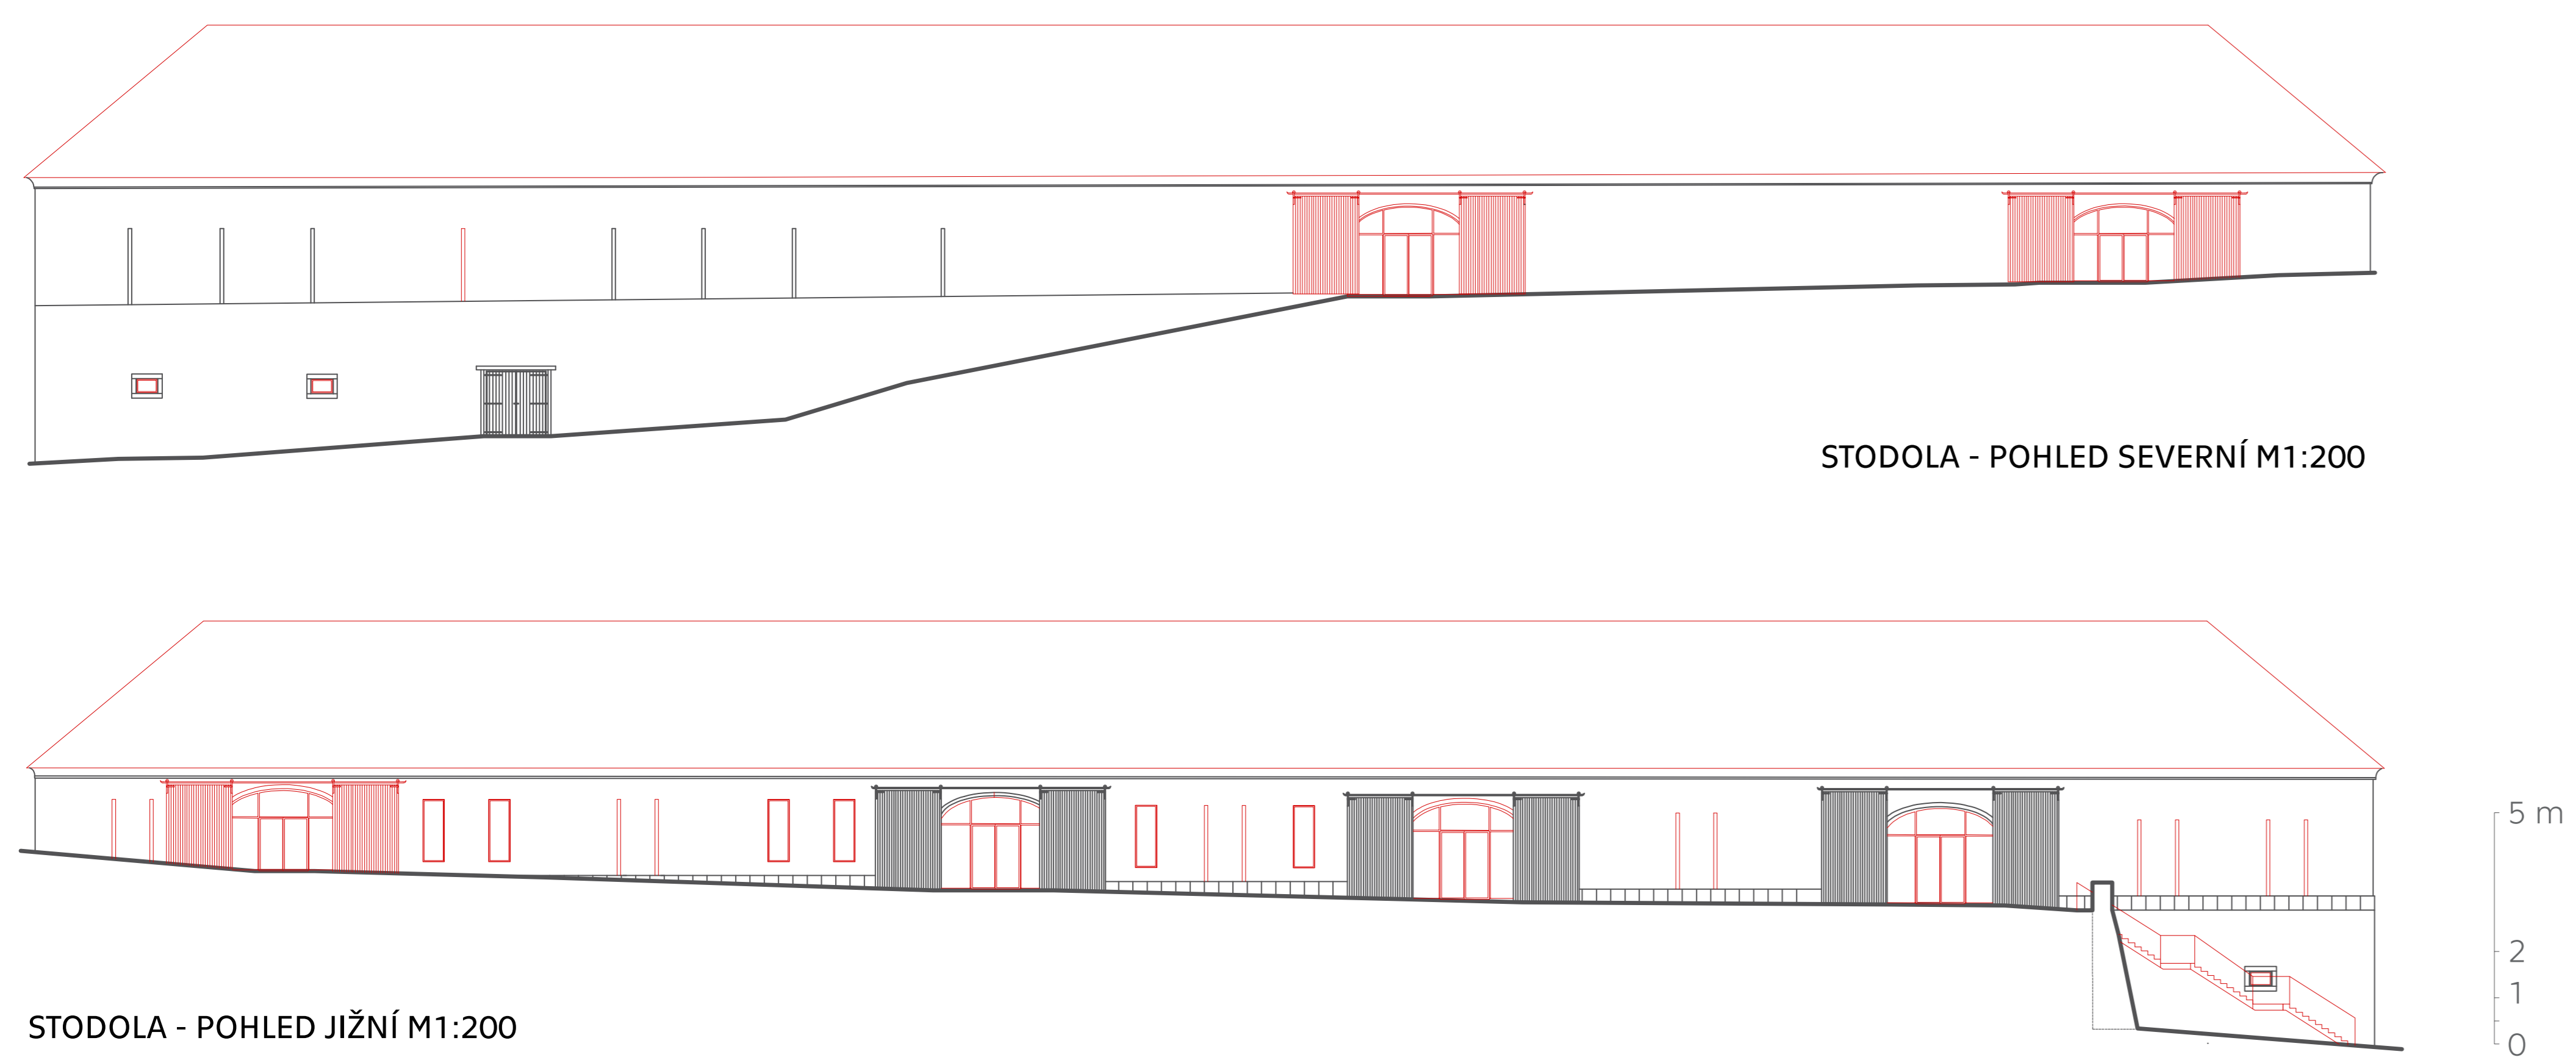 STODOLA - POHLED SEVERNÍ M1:200
5 m
2
1
0
STODOLA - POHLED JIŽNÍ M1:200